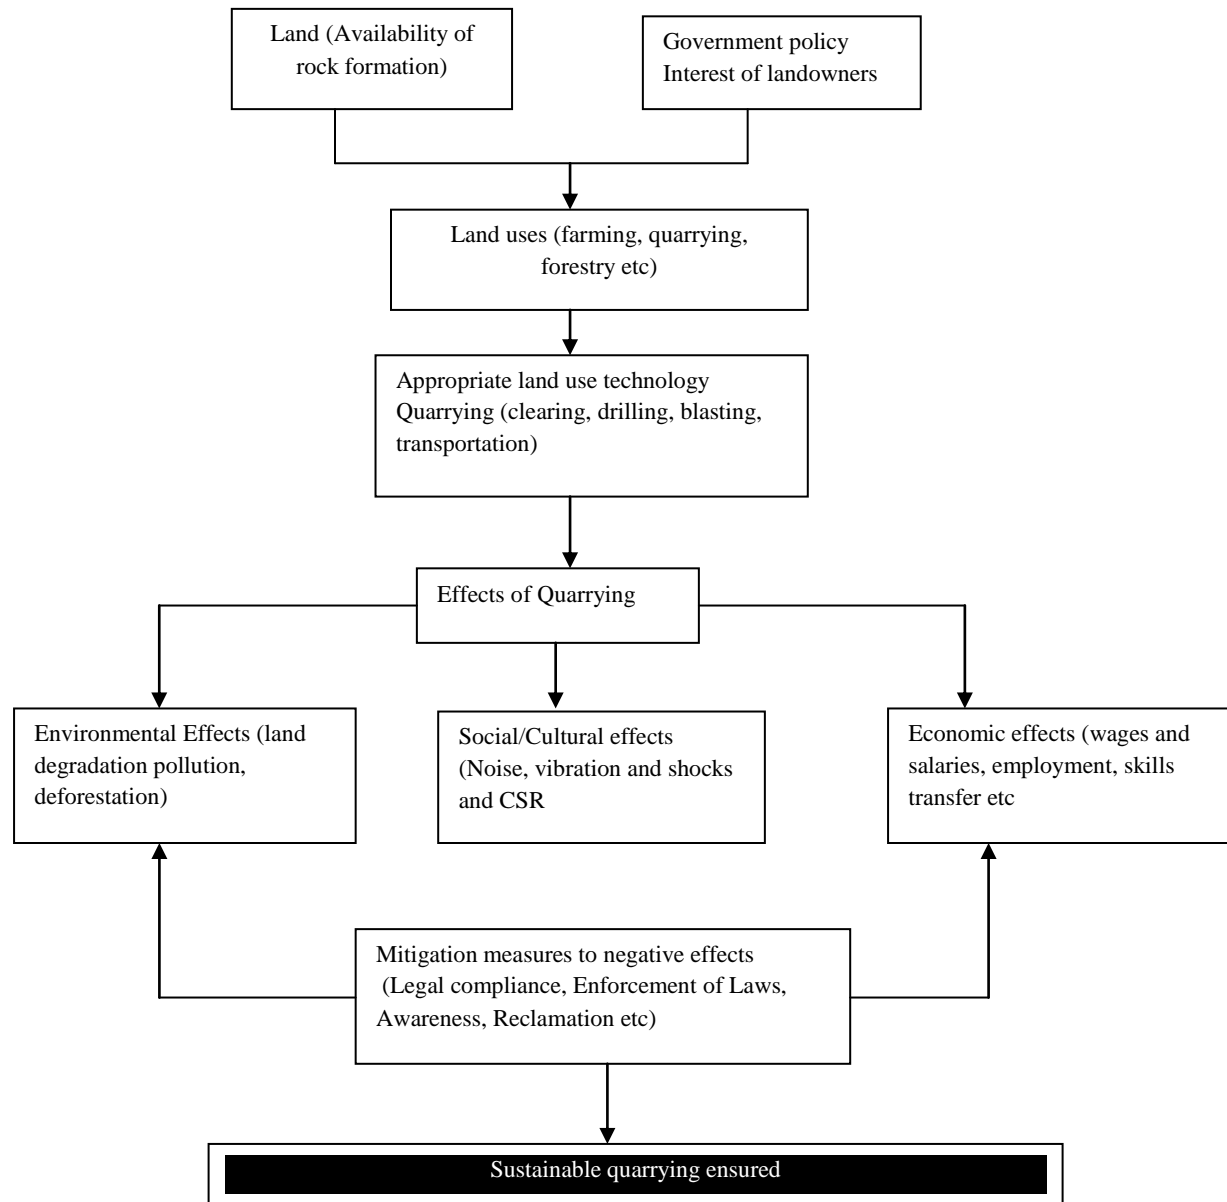 Land (Availability of
rock formation)
Government policy
Interest of landowners
Land uses (farming, quarrying,
forestry etc)
Appropriate land use technology
Quarrying (clearing, drilling, blasting,
transportation)
Effects of Quarrying
Environmental Effects (land
degradation pollution,
deforestation)
Social/Cultural effects
(Noise, vibration and shocks
and CSR
Economic effects (wages and
salaries, employment, skills
transfer etc
Mitigation measures to negative effects
(Legal compliance, Enforcement of Laws,
Awareness, Reclamation etc)
Sustainable quarrying ensured